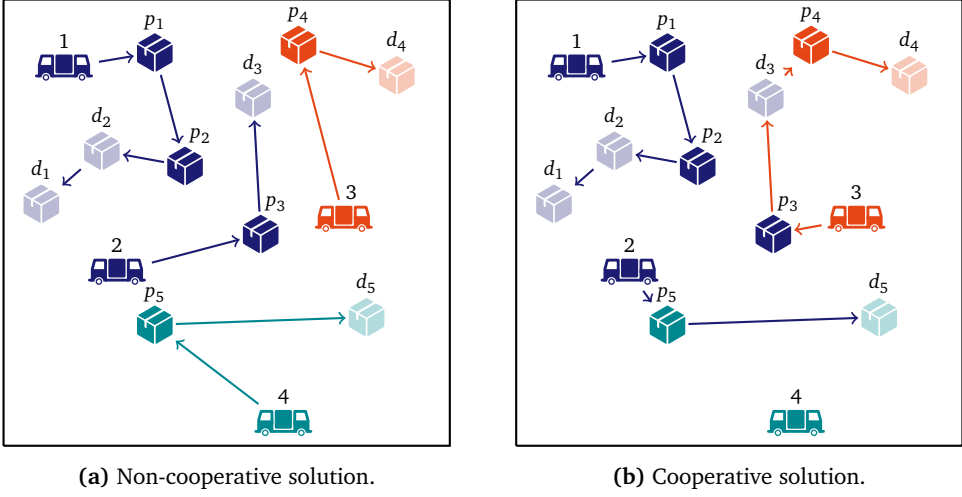 1
p1
p4
d4
d3
d2
p2
d1
3
p3
2
p5
d5
4
(a) Non-cooperative solution.
1
p1
p4
d4
d3
d2
p2
d1
3
p3
2
p5
d5
4
(b) Cooperative solution.